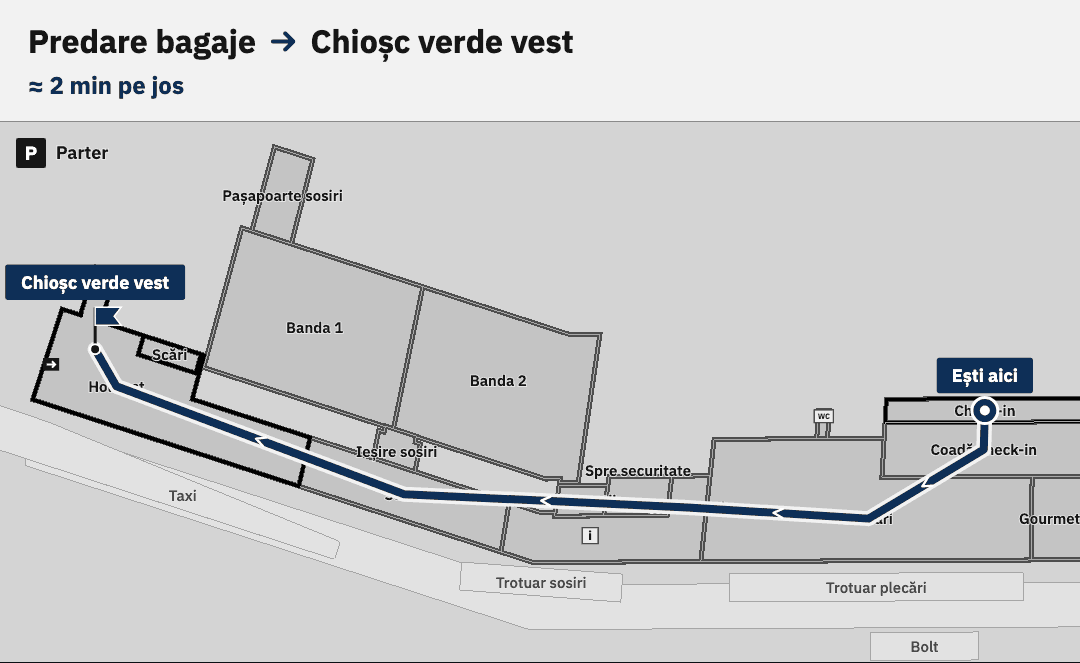 Predare bagaje → Chioșc verde vest
≈ 2 min pe jos
P Parter
Pașapoarte sosiri
Chioșc verde vest
Banda 1
Scări
Banda 2
Ești aici
wc
Ieșire sosiri
Spre securitate
Taxi
i
Gourmet
Trotuar sosiri
Trotuar plecări
Bolt